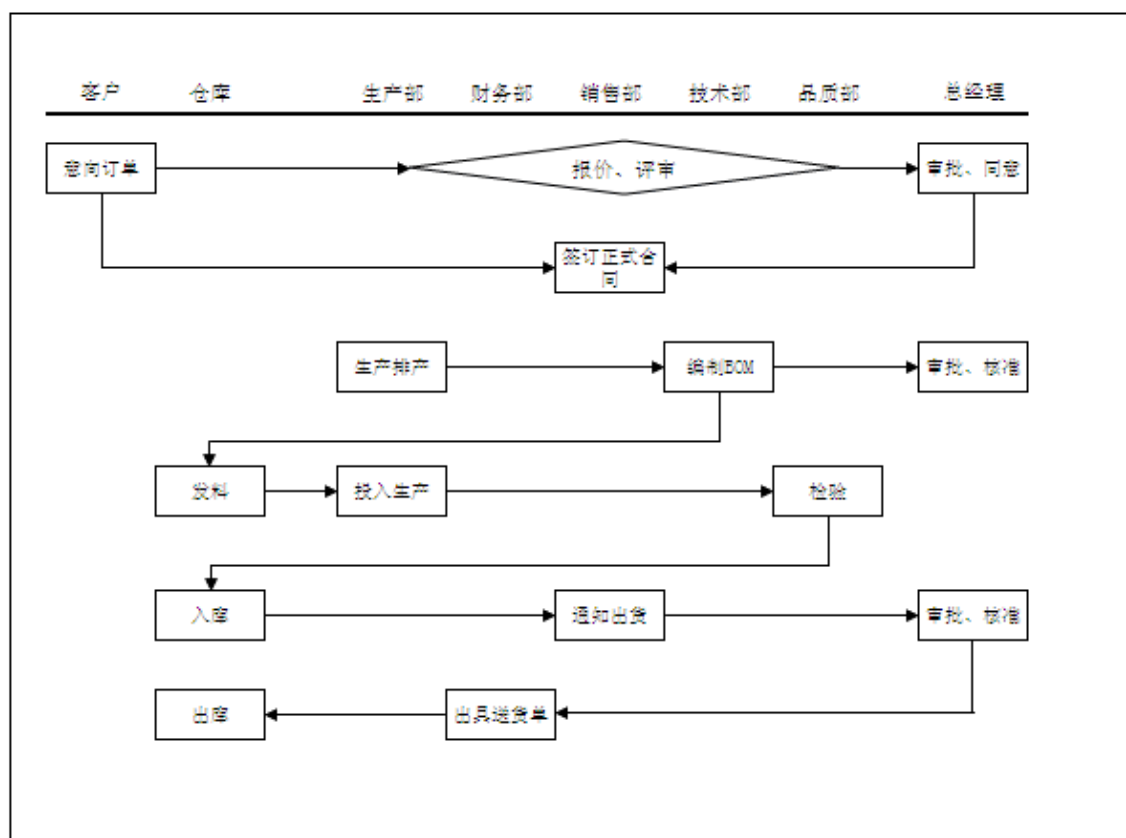 客户 仓库 生产部 财务部 销售部 技术部 品质部 总经理
意向订单 报价、评审 审批、同意
签订正式合
同
生产排产 编制BOM 审批、核准
发料 投入生产 检验
入库 通知出货 审批、核准
出库 出具送货单